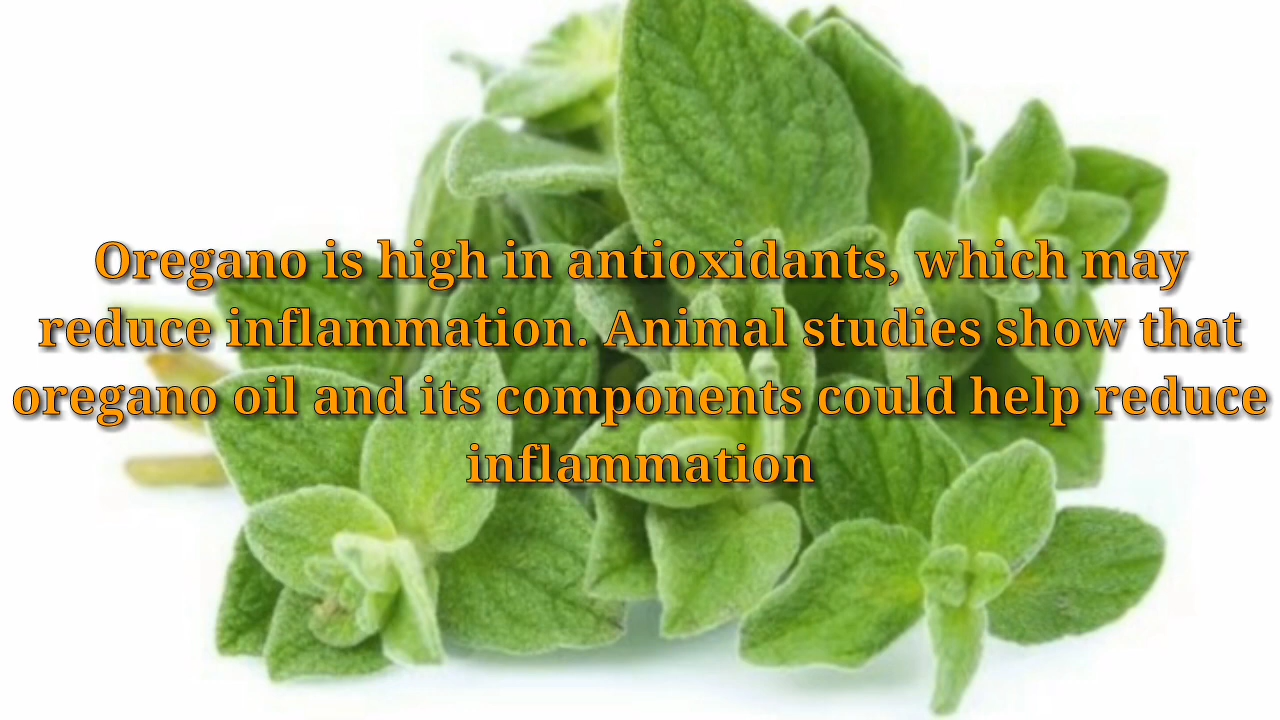 Oregano is high in antioxidants, which may
reduce inflammation. Animal studies show that
oregano oil and its components could help reduce
inflammation